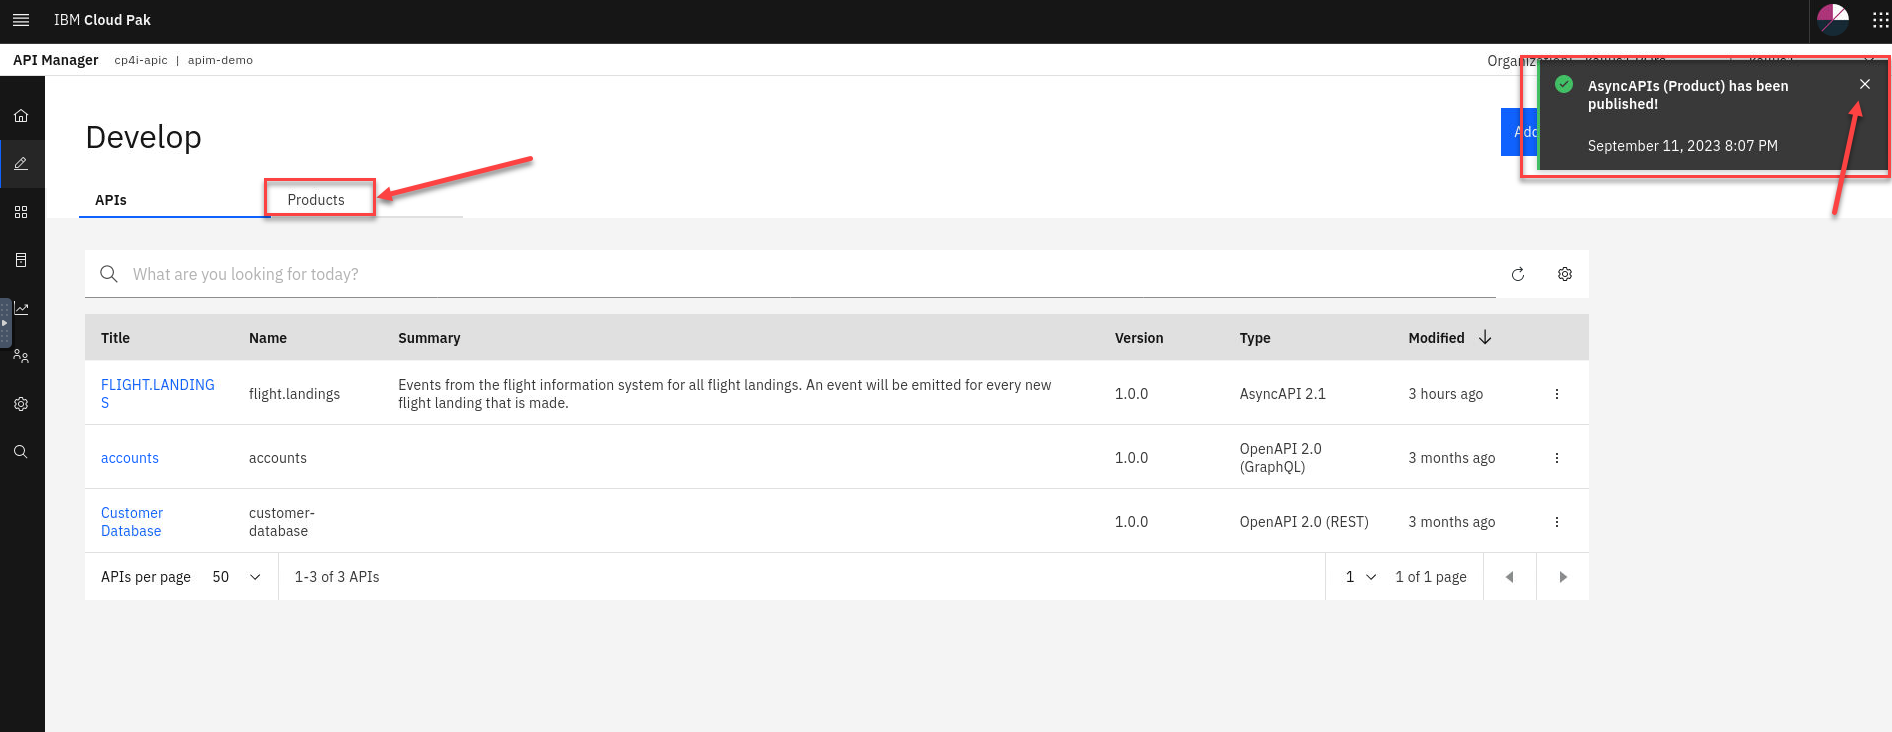 IBM Cloud Pak
API Manager cp4i-apic | apim-demo
AsyncAPIs (Product) has been
published!
September 11, 2023 8:07 PM
Develop
APIs Products
What are you looking for today?
Title Name Summary Version Type Modified
FLIGHT.LANDING
S
flight.landings
Events from the flight information system for all flight landings. An event will be emitted for every new
flight landing that is made.
1.0.0 AsyncAPI 2.1 3 hours ago
accounts accounts 1.0.0
OpenAPI 2.0
(GraphQL)
3 months ago
Customer
Database
customer-
database
1.0.0 OpenAPI 2.0 (REST) 3 months ago
APIs per page 50 1-3 of 3 APIs 1 1 of 1 page